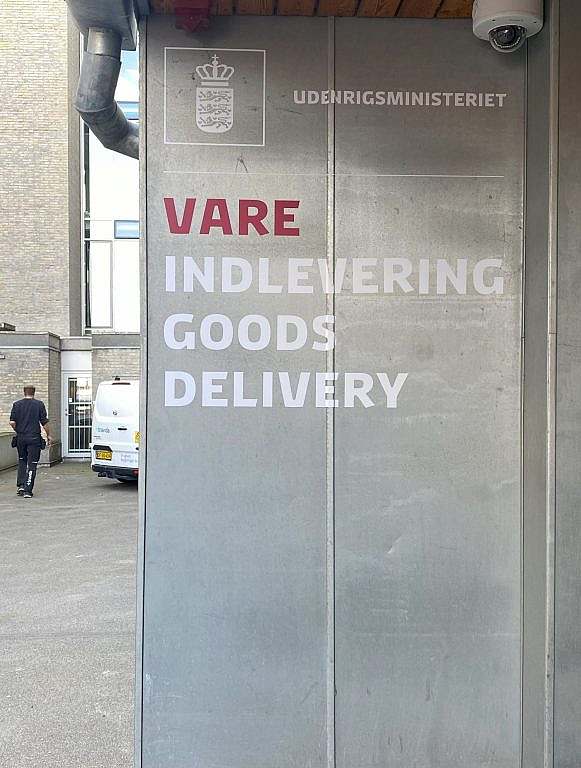 UDENRIGSMINISTERIET
VARE
INDLEVERING
GOODS
DELIVERY